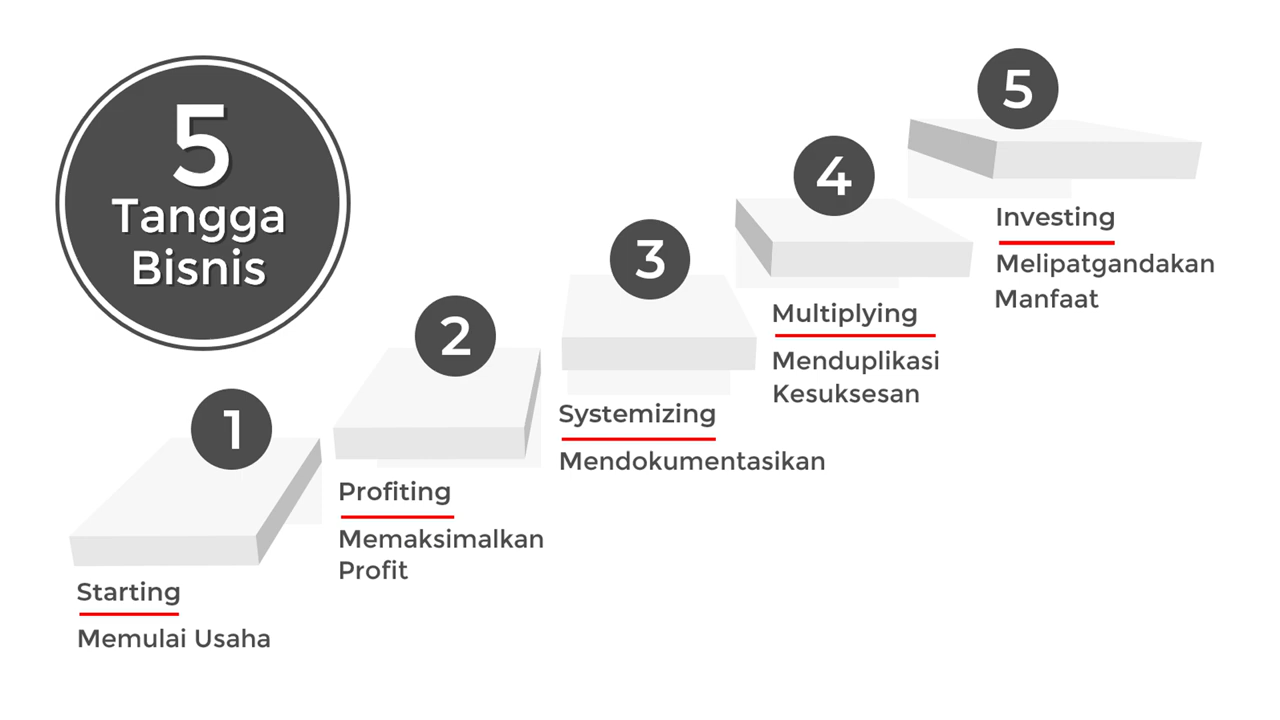 5
Tangga
Bisnis
1
Starting
Memulai Usaha
2
Profiting
Memaksimalkan
Profit
3
Systemizing
Mendokumentasikan
4
Multiplying
Menduplikasi
Kesuksesan
5
Investing
Melipatgandakan
Manfaat